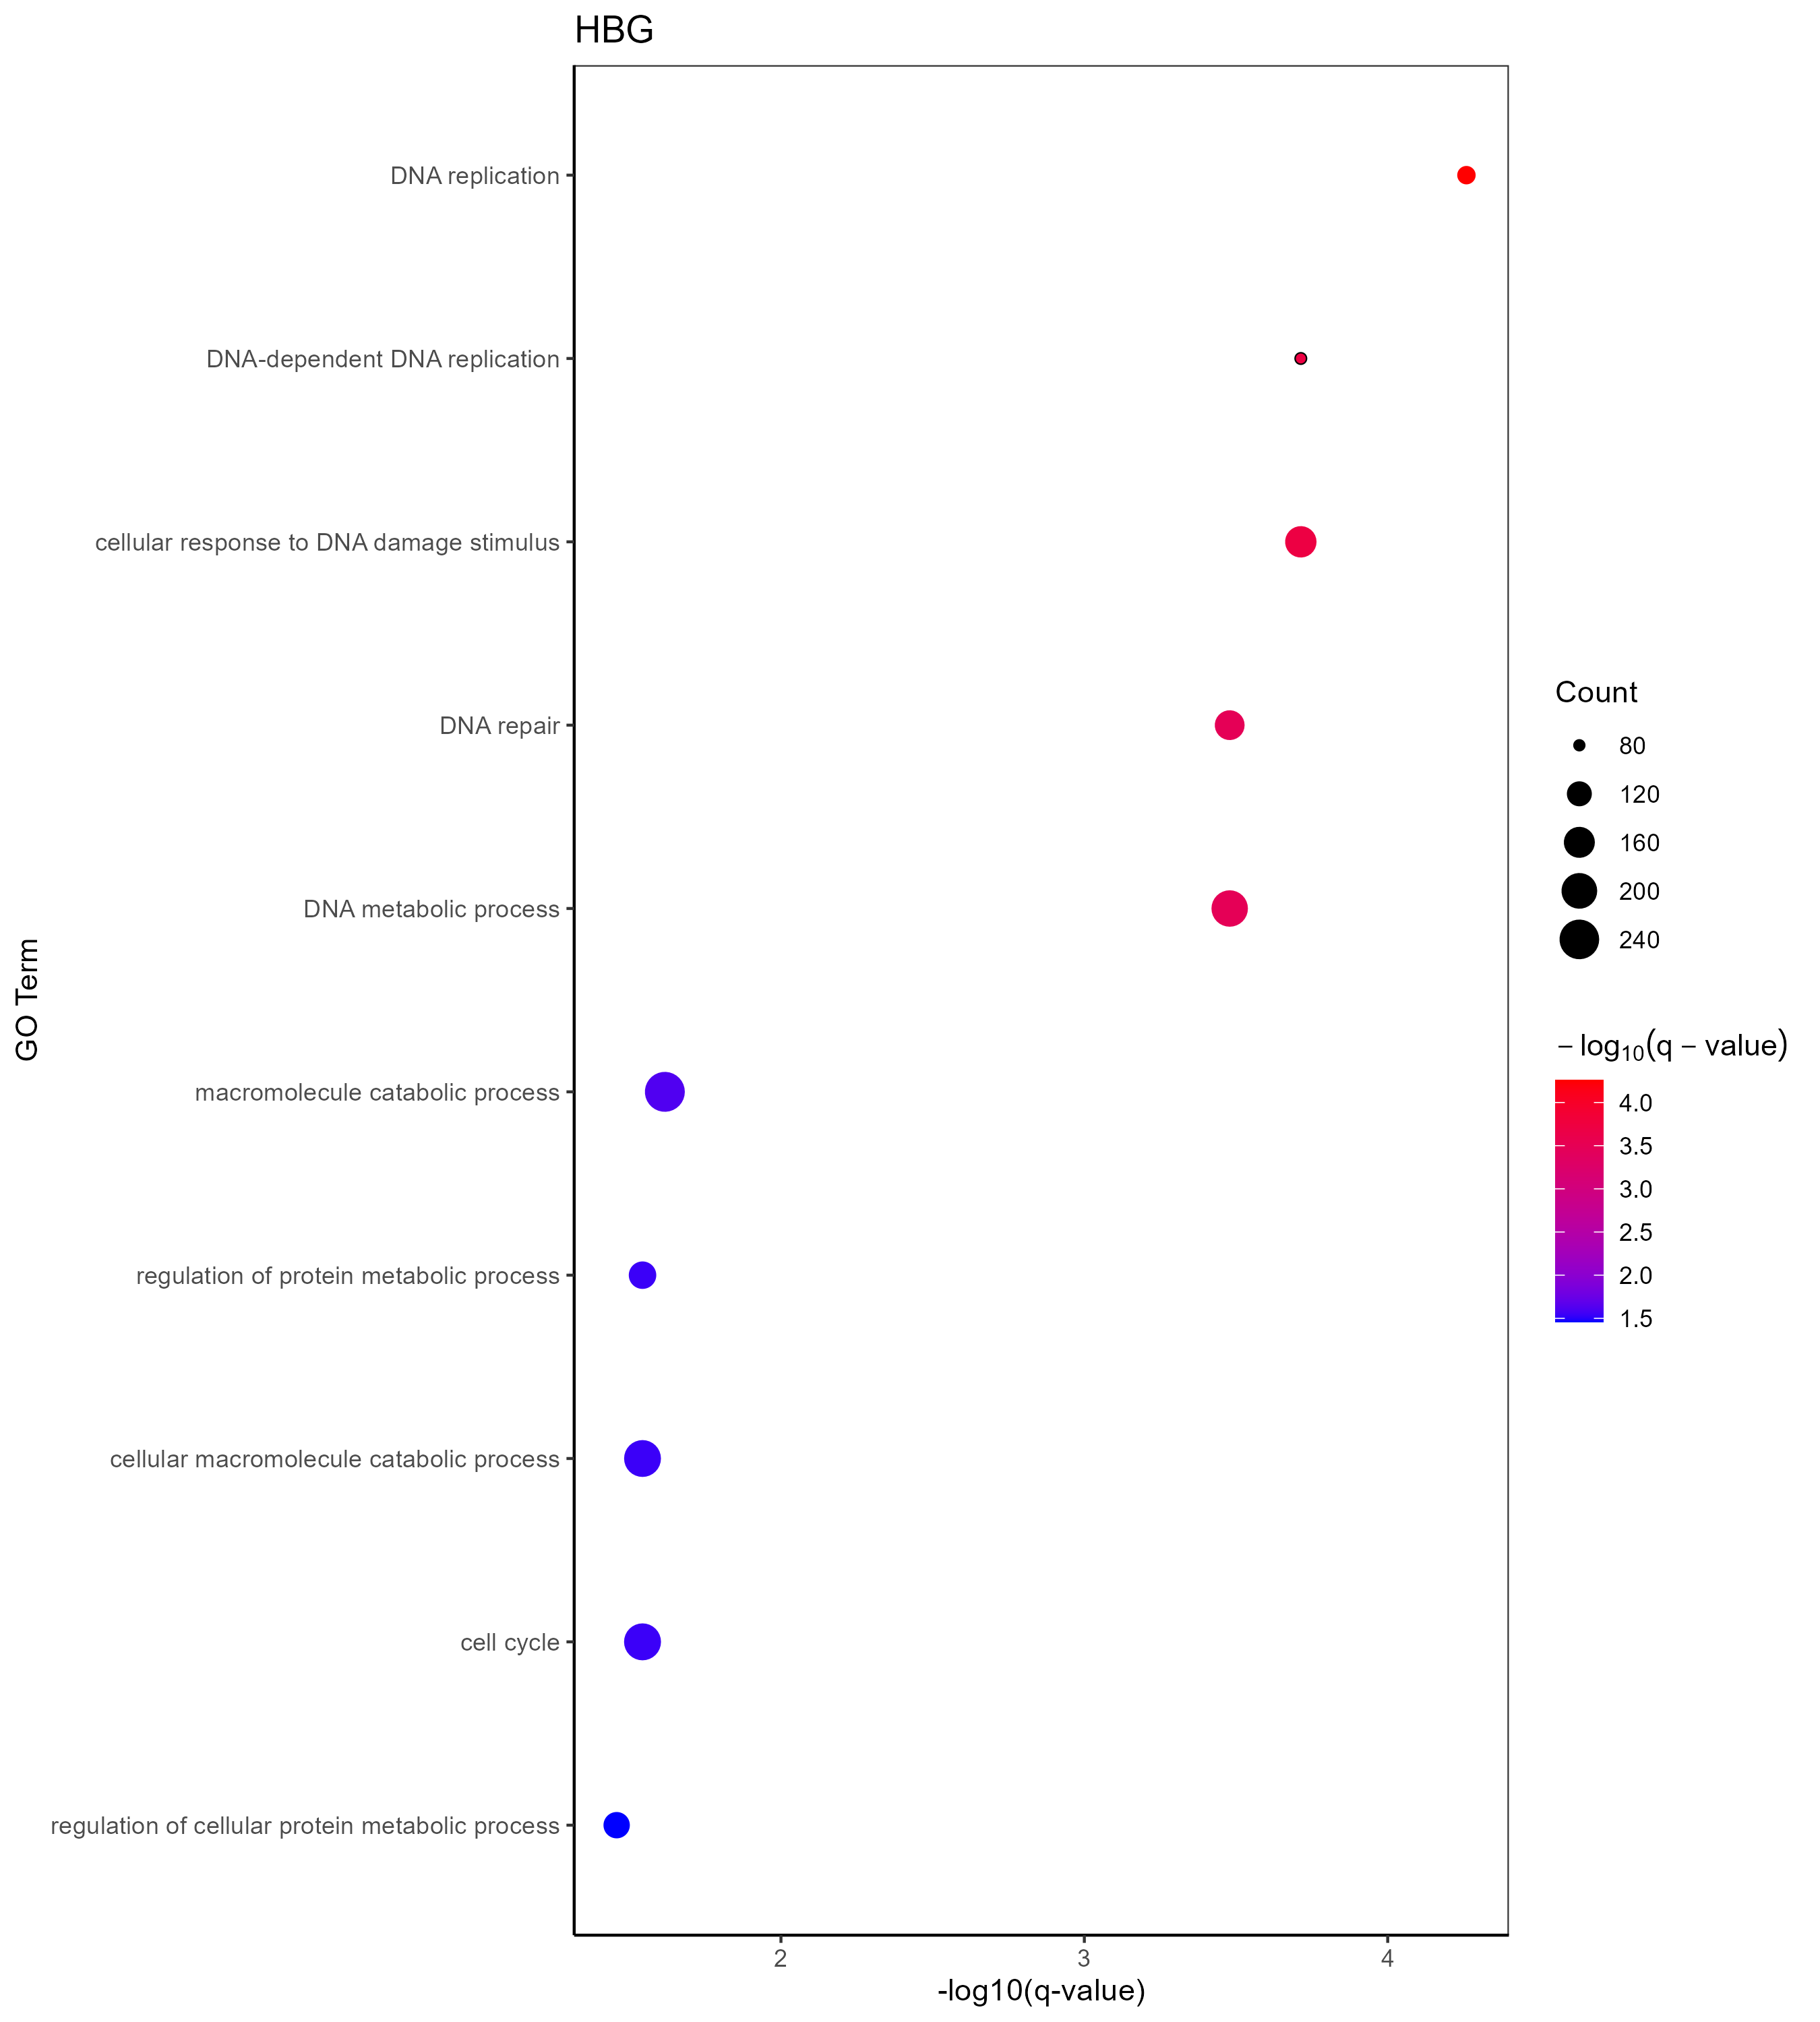 HBG
DNA replication
DNA-dependent DNA replication
cellular response to DNA damage stimulus
DNA repair
DNA metabolic process
macromolecule catabolic process
regulation of protein metabolic process
cellular macromolecule catabolic process
cell cycle
regulation of cellular protein metabolic process
GO Term
2 3 4
-log10(q-value)
Count
80
120
160
200
240
− log₁₀(q − value)
4.0
3.5
3.0
2.5
2.0
1.5